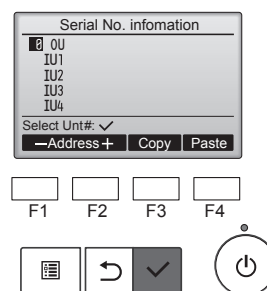 Serial No. infomation
0 OU
IU1
IU2
IU3
IU4
Select Unt#: ✓
−Address+ Copy Paste
F1 F2 F3 F4